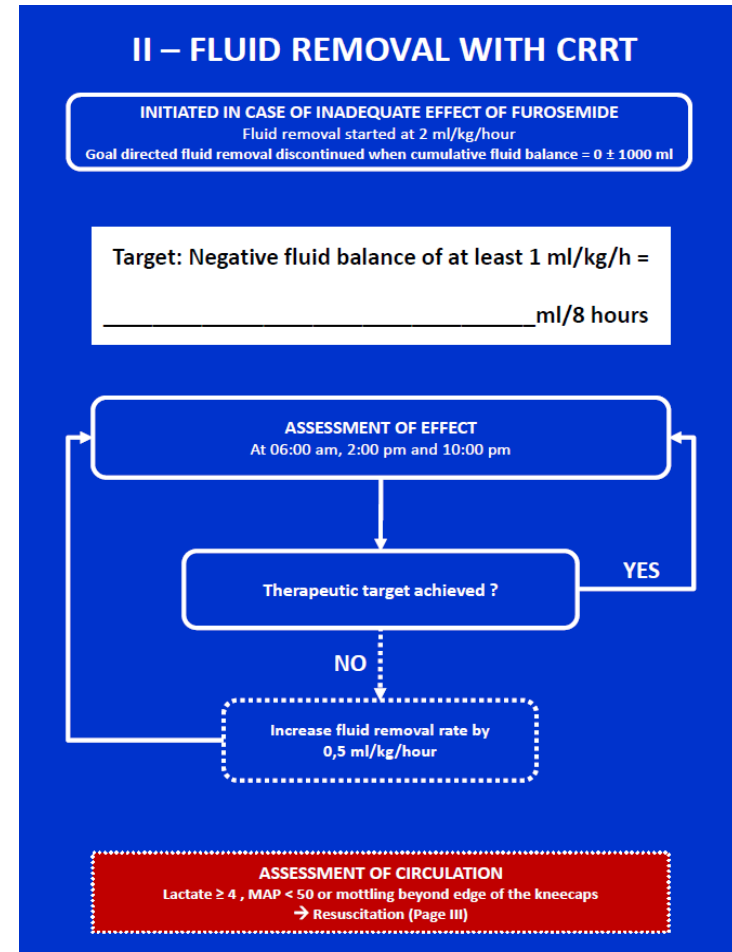 II – FLUID REMOVAL WITH CRRT
INITIATED IN CASE OF INADEQUATE EFFECT OF FUROSEMIDE
Fluid removal started at 2 ml/kg/hour
Goal directed fluid removal discontinued when cumulative fluid balance = 0 ± 1000 ml
Target: Negative fluid balance of at least 1 ml/kg/h =
___________________________________ml/8 hours
ASSESSMENT OF EFFECT
At 06:00 am, 2:00 pm and 10:00 pm
Therapeutic target achieved ?
YES
NO
Increase fluid removal rate by
0,5 ml/kg/hour
ASSESSMENT OF CIRCULATION
Lactate ≥ 4 , MAP < 50 or mottling beyond edge of the kneecaps
→ Resuscitation (Page III)